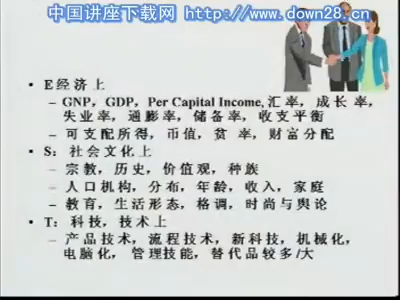 中国讲座下载网 http://www.down28.cn
• E经济上
– GNP, GDP, Per Capital Income, 汇率, 成长 率,
失业率, 通膨率, 储备率, 收支平衡
– 可支配所得, 币值, 贫 率, 财富分配
• S: 社会文化上
– 宗教, 历史, 价值观, 种族
– 人口机构, 分布, 年龄, 收入, 家庭
– 教育, 生活形态, 格调, 时尚与舆论
• T: 科技, 技术上
– 产品技术, 流程技术, 新科技, 机械化,
电脑化, 管理技能, 替代品较多/大